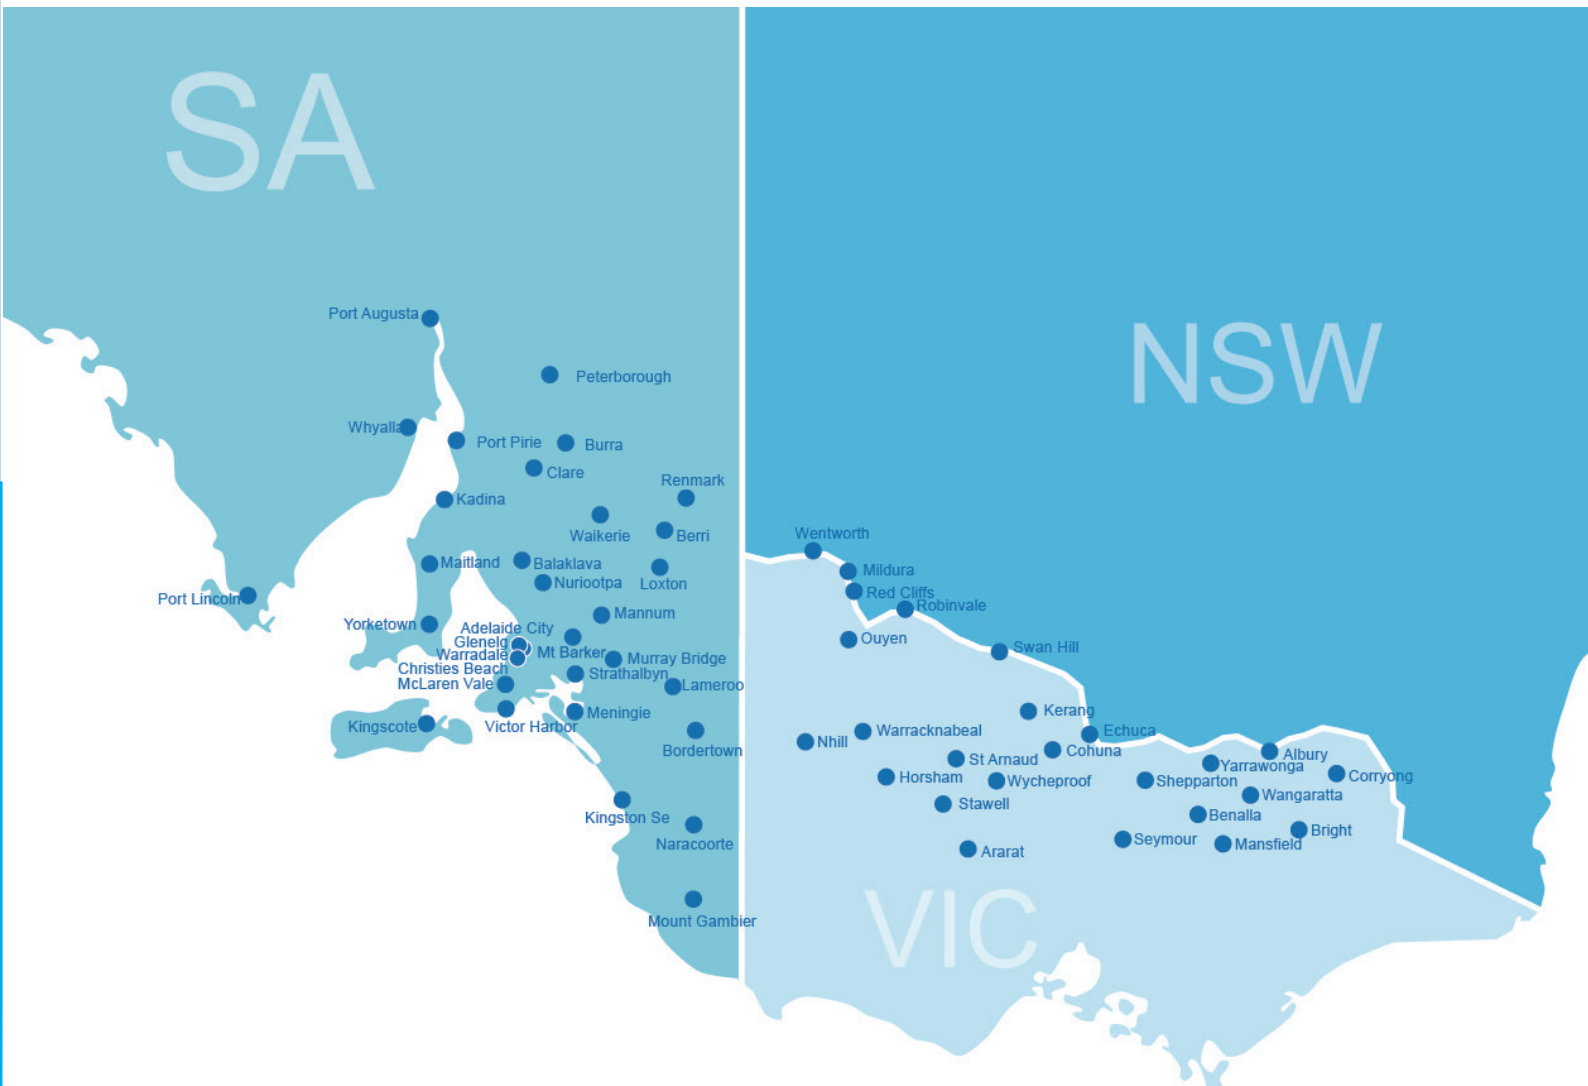 SA
NSW
Port Augusta
Peterborough
Whyalla
Port Pirie
Burra
Clare
Renmark
Kadina
Waikerie
Berri
Wentworth
Maitland
Balaklava
Mildura
Nuriootpa
Loxton
Red Cliffs
Port Lincoln
Robinvale
Mannum
Yorketown
Adelaide City
Ouyen
Glenelg
Swan Hill
Warradale
Mt Barker
Murray Bridge
Christies Beach
Strathalbyn
McLaren Vale
Lameroo
Kerang
Meningie
Kingscote
Victor Harbor
Warracknabeal
Echuca
Nhill
Bordertown
Cohuna
Albury
St Arnaud
Yarrawonga
Horsham
Wycheproof
Shepparton
Corryong
Wangaratta
Stawell
Kingston Se
Benalla
Bright
Seymour
Naracoorte
Mansfield
Ararat
Mount Gambier
VIC